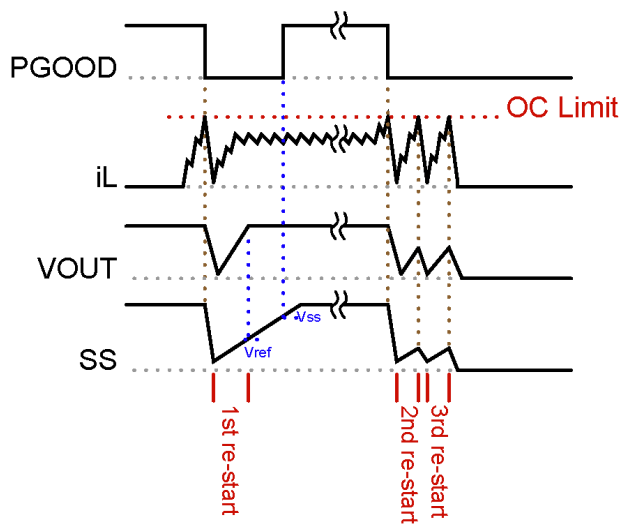 PGOOD
OC Limit
iL
VOUT
Vss
Vref
SS
1st re-start
2nd re-start
3rd re-start